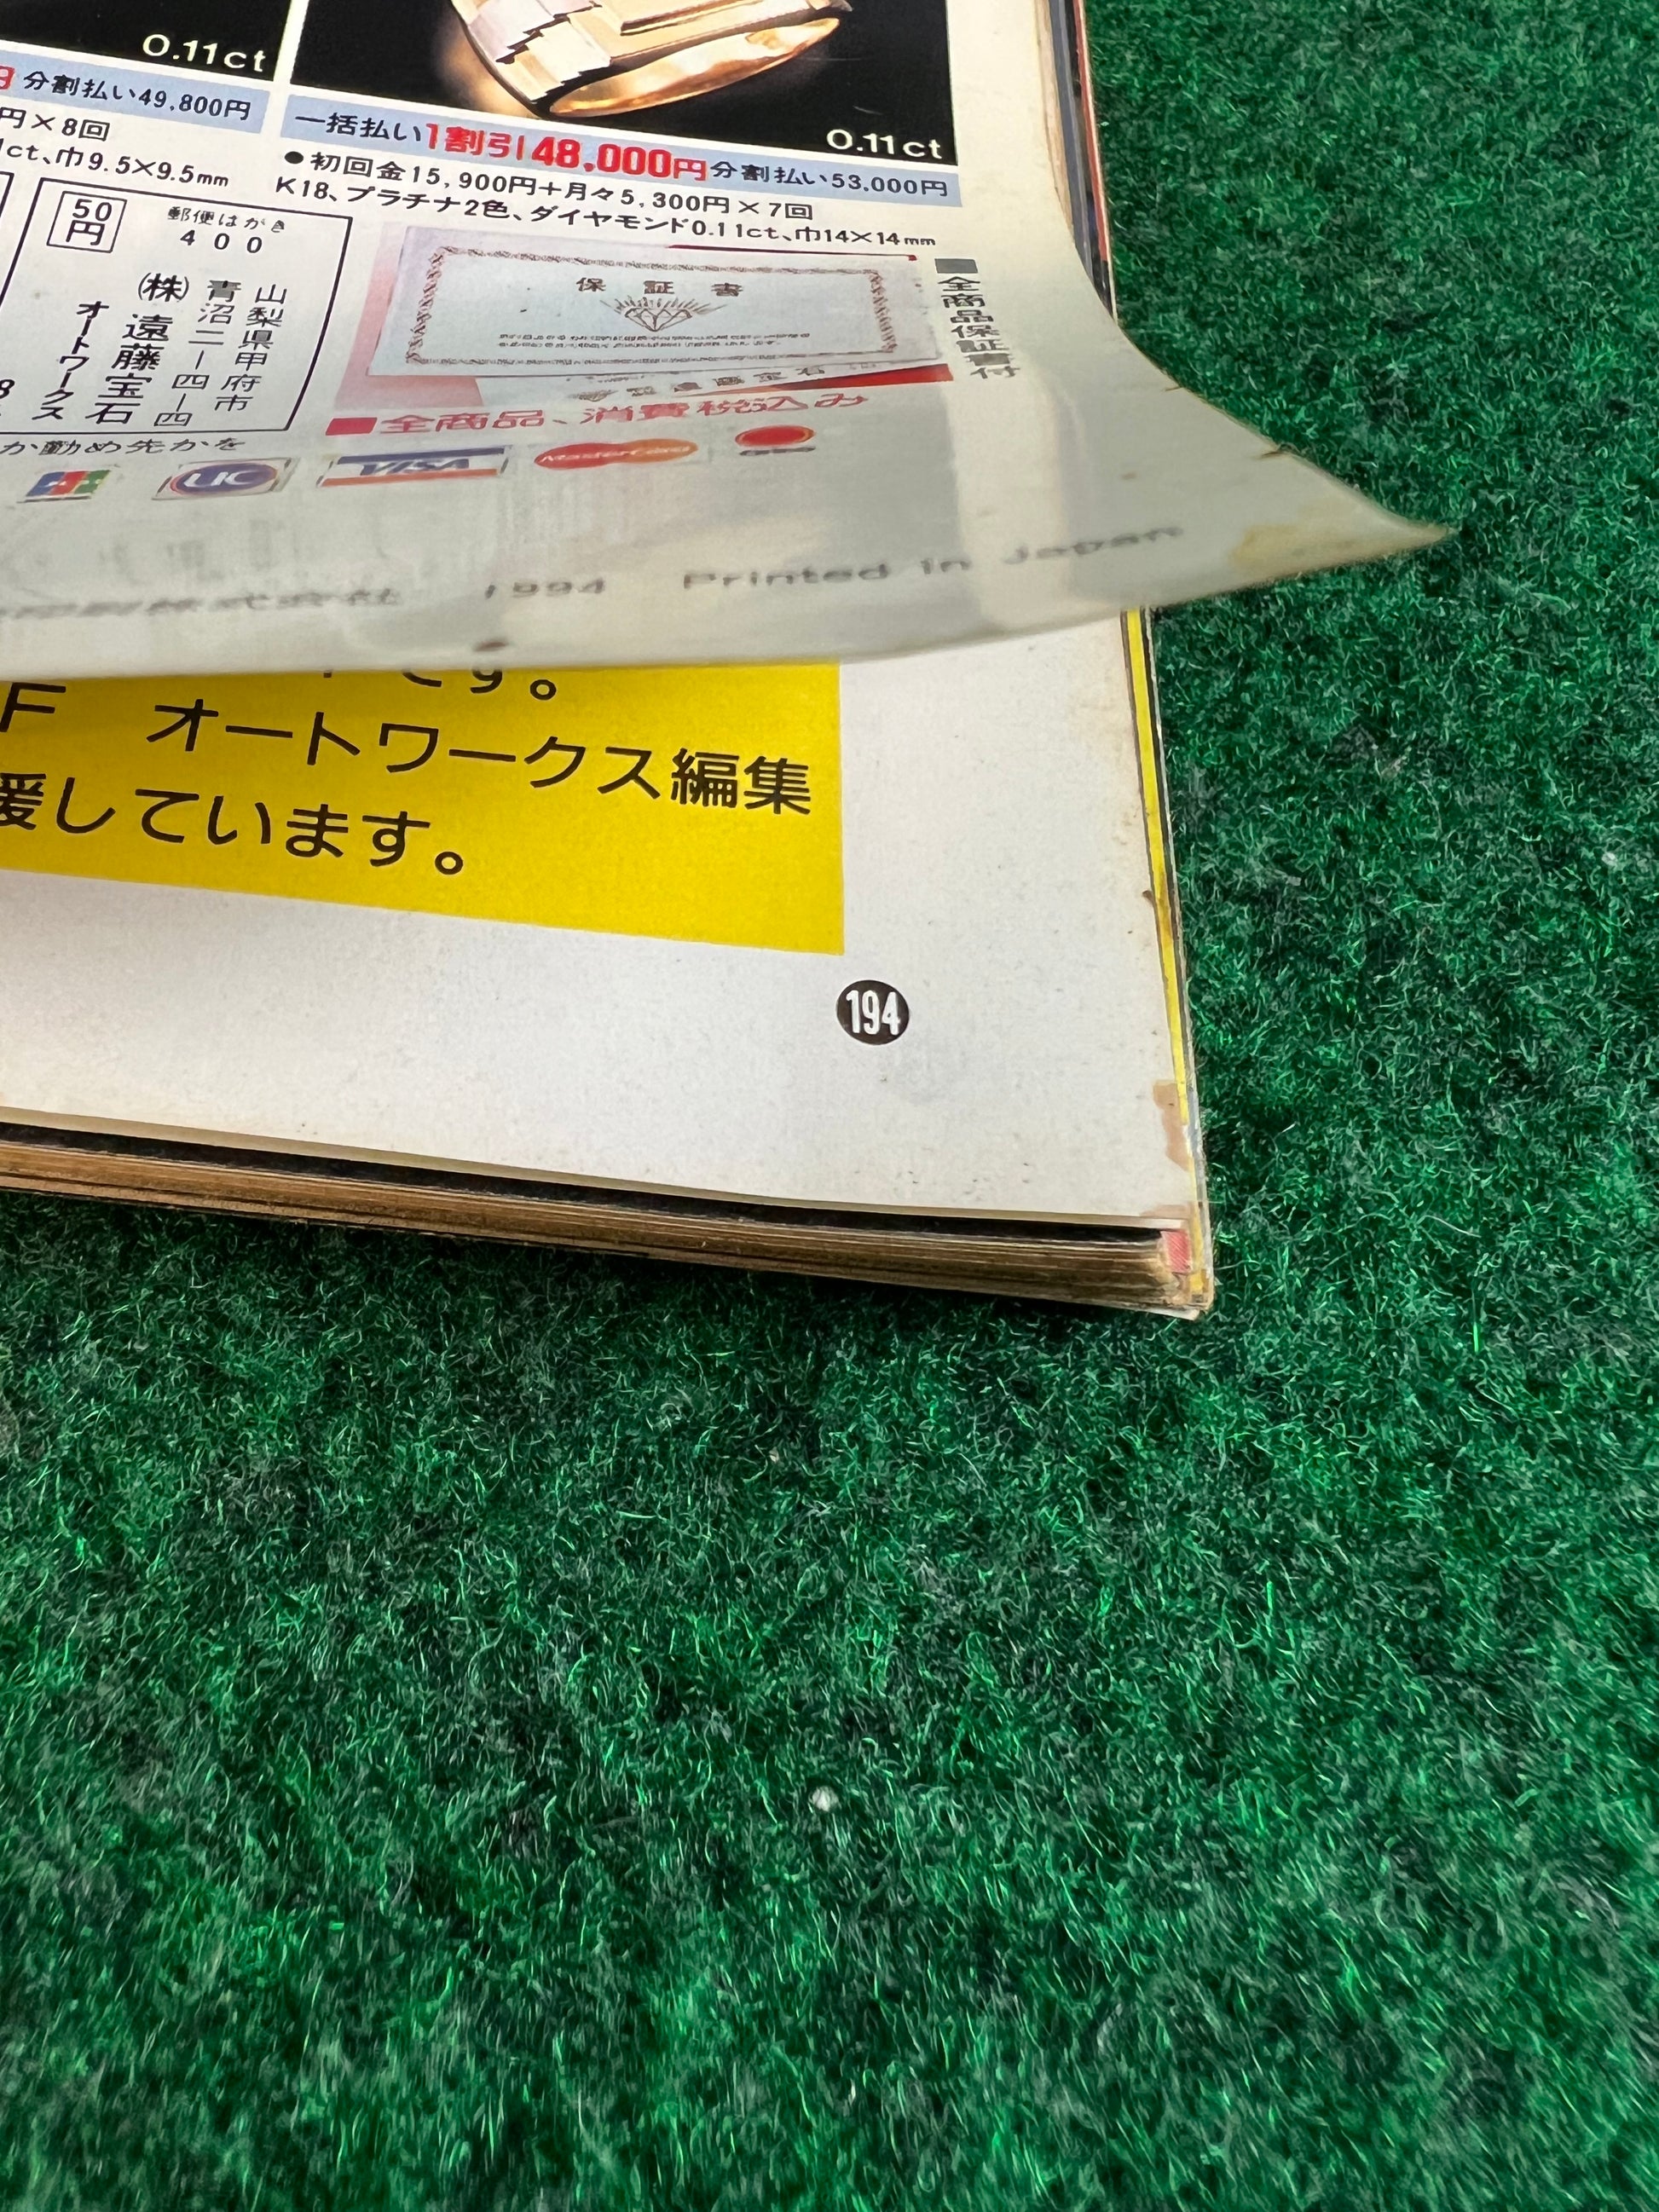 0.11ct
分割払い49,800円
円×8回
ct、巾9.5×9.5mm
0.11ct
一括払い1割引48,000円分割払い53,000円
●初回金15,900円+月々5,300円×7回
K18、プラチナ2色、ダイヤモンド0.11ct、巾14×14mm
50円
郵便はがき
400
山梨県甲府市
青沼二ー四ー四
㈱遠藤宝石
オートワークス
か勤め先かを
保証書
■全商品保証書付
■全商品、消費税込み
JCB
UC
VISA
MasterCard
株式会社 1994 Printed in Japan
です。
F オートワークス編集
援しています。
194